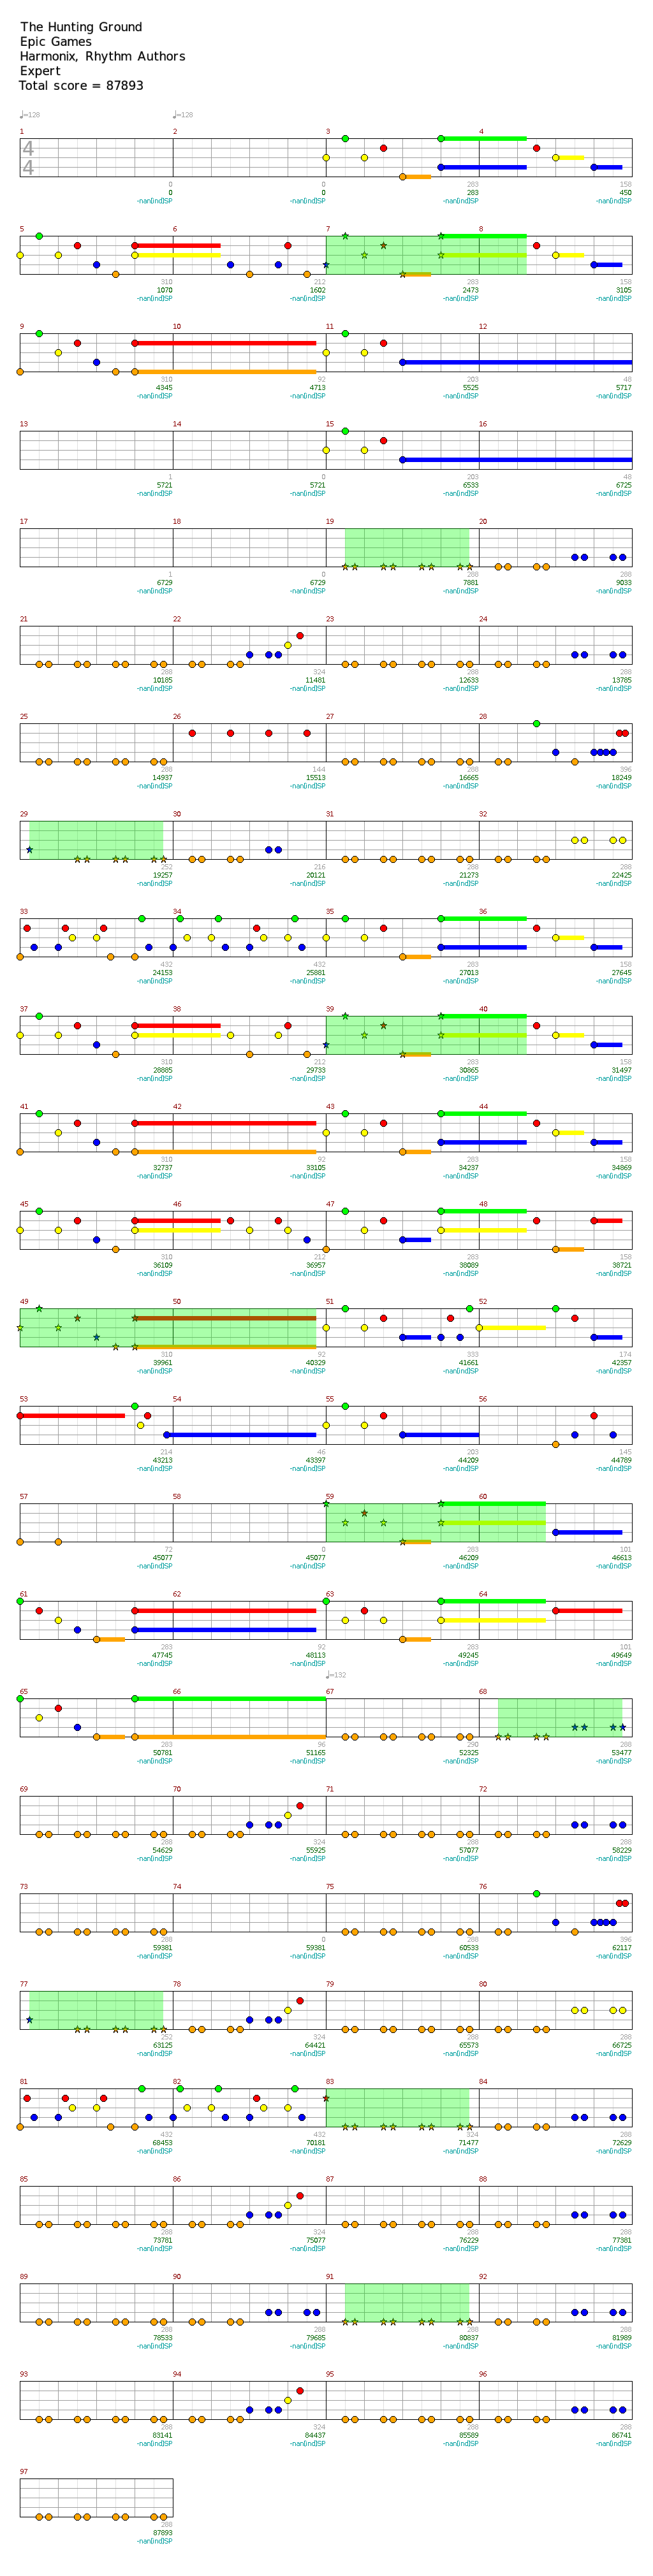 The Hunting Ground
Epic Games
Harmonix, Rhythm Authors
Expert
Total score = 87893
♩=128 ♩=128
1 2 3 4
4
4
0 0 283 158
0 0 283 450
-nan(ind)SP -nan(ind)SP -nan(ind)SP -nan(ind)SP
5 6 7 8
310 212 283 158
1070 1602 2473 3105
-nan(ind)SP -nan(ind)SP -nan(ind)SP -nan(ind)SP
9 10 11 12
310 92 203 48
4345 4713 5525 5717
-nan(ind)SP -nan(ind)SP -nan(ind)SP -nan(ind)SP
13 14 15 16
1 0 203 48
5721 5721 6533 6725
-nan(ind)SP -nan(ind)SP -nan(ind)SP -nan(ind)SP
17 18 19 20
1 0 288 288
6729 6729 7881 9033
-nan(ind)SP -nan(ind)SP -nan(ind)SP -nan(ind)SP
21 22 23 24
288 324 288 288
10185 11481 12633 13785
-nan(ind)SP -nan(ind)SP -nan(ind)SP -nan(ind)SP
25 26 27 28
288 144 288 396
14937 15513 16665 18249
-nan(ind)SP -nan(ind)SP -nan(ind)SP -nan(ind)SP
29 30 31 32
252 216 288 288
19257 20121 21273 22425
-nan(ind)SP -nan(ind)SP -nan(ind)SP -nan(ind)SP
33 34 35 36
432 432 283 158
24153 25881 27013 27645
-nan(ind)SP -nan(ind)SP -nan(ind)SP -nan(ind)SP
37 38 39 40
310 212 283 158
28885 29733 30865 31497
-nan(ind)SP -nan(ind)SP -nan(ind)SP -nan(ind)SP
41 42 43 44
310 92 283 158
32737 33105 34237 34869
-nan(ind)SP -nan(ind)SP -nan(ind)SP -nan(ind)SP
45 46 47 48
310 212 283 158
36109 36957 38089 38721
-nan(ind)SP -nan(ind)SP -nan(ind)SP -nan(ind)SP
49 50 51 52
310 92 333 174
39961 40329 41661 42357
-nan(ind)SP -nan(ind)SP -nan(ind)SP -nan(ind)SP
53 54 55 56
214 46 203 145
43213 43397 44209 44789
-nan(ind)SP -nan(ind)SP -nan(ind)SP -nan(ind)SP
57 58 59 60
72 0 283 101
45077 45077 46209 46613
-nan(ind)SP -nan(ind)SP -nan(ind)SP -nan(ind)SP
61 62 63 64
283 92 283 101
47745 48113 49245 49649
-nan(ind)SP -nan(ind)SP -nan(ind)SP -nan(ind)SP
♩=132
65 66 67 68
283 96 290 288
50781 51165 52325 53477
-nan(ind)SP -nan(ind)SP -nan(ind)SP -nan(ind)SP
69 70 71 72
288 324 288 288
54629 55925 57077 58229
-nan(ind)SP -nan(ind)SP -nan(ind)SP -nan(ind)SP
73 74 75 76
288 0 288 396
59381 59381 60533 62117
-nan(ind)SP -nan(ind)SP -nan(ind)SP -nan(ind)SP
77 78 79 80
252 324 288 288
63125 64421 65573 66725
-nan(ind)SP -nan(ind)SP -nan(ind)SP -nan(ind)SP
81 82 83 84
432 432 324 288
68453 70181 71477 72629
-nan(ind)SP -nan(ind)SP -nan(ind)SP -nan(ind)SP
85 86 87 88
288 324 288 288
73781 75077 76229 77381
-nan(ind)SP -nan(ind)SP -nan(ind)SP -nan(ind)SP
89 90 91 92
288 288 288 288
78533 79685 80837 81989
-nan(ind)SP -nan(ind)SP -nan(ind)SP -nan(ind)SP
93 94 95 96
288 324 288 288
83141 84437 85589 86741
-nan(ind)SP -nan(ind)SP -nan(ind)SP -nan(ind)SP
97
288
87893
-nan(ind)SP